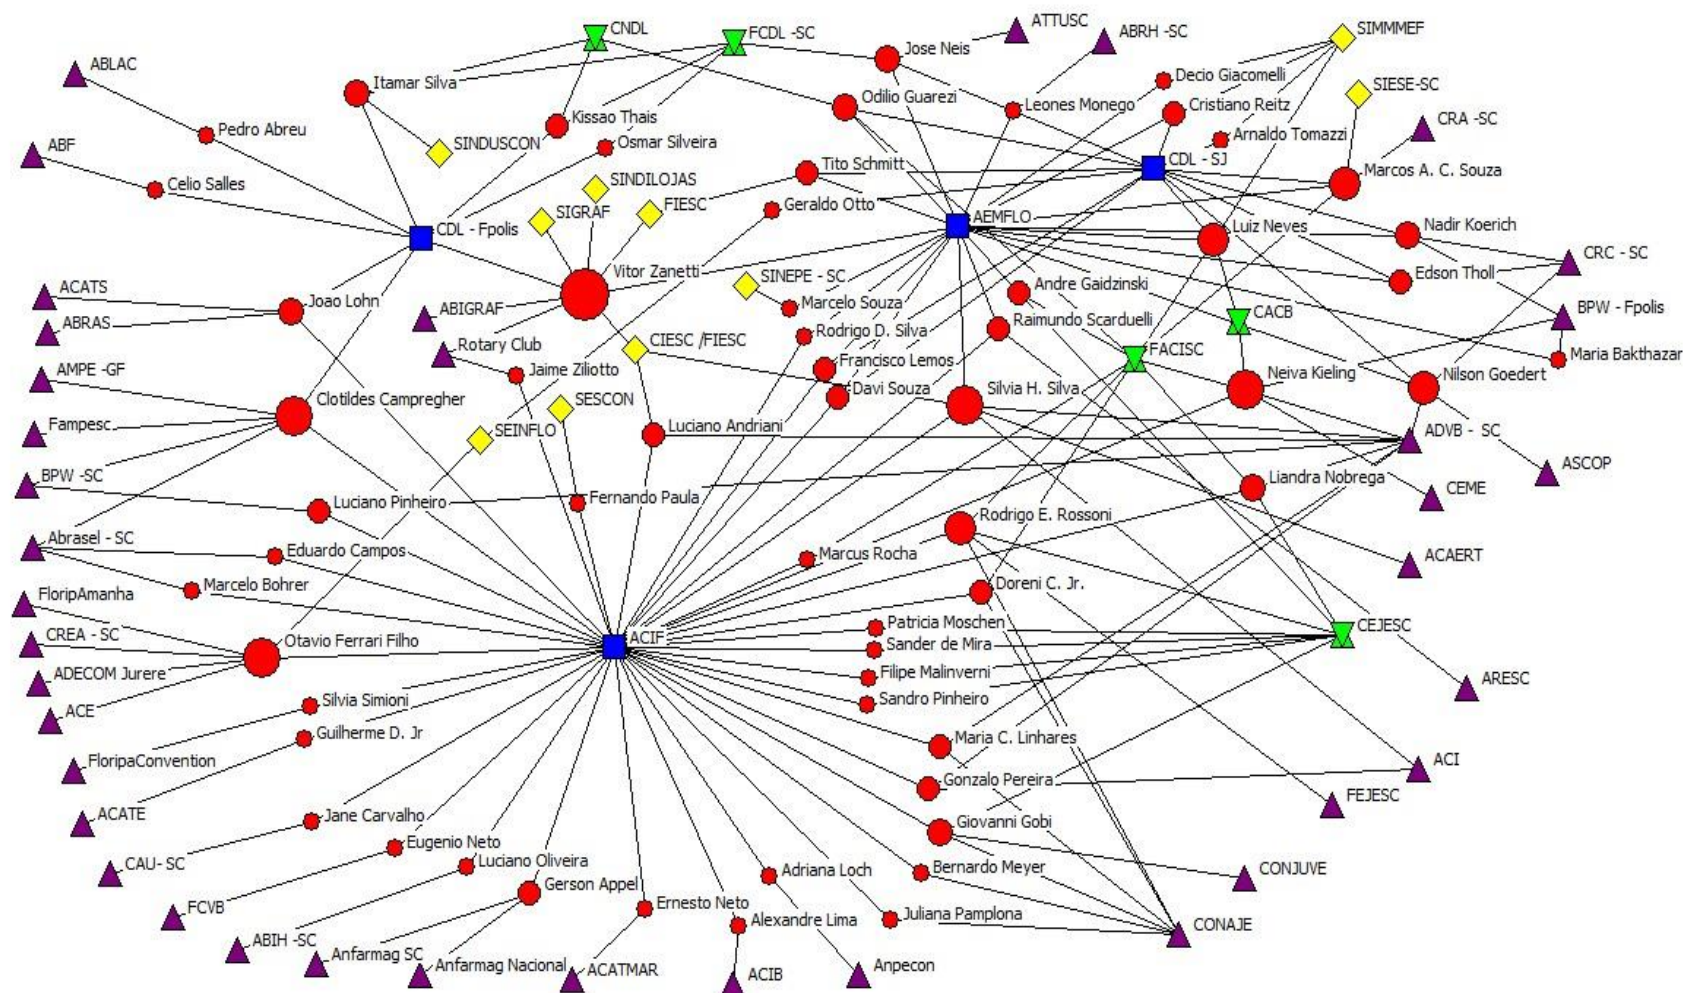 CNDL
FCDL -SC
ATTUSC
ABRH -SC
SIMMMEF
Jose Neis
ABLAC
Itamar Silva
Decio Giacomelli
SIESE-SC
Odilio Guarezi
Leones Monego
Cristiano Reitz
Kissao Thais
Pedro Abreu
CRA -SC
Arnaldo Tomazzi
ABF
SINDUSCON
Osmar Silveira
Tito Schmitt
CDL - SJ
Marcos A. C. Souza
Celio Salles
SINDILOJAS
SIGRAF
FIESC
Geraldo Otto
AEMFLO
CDL - Fpolis
Luiz Neves
Nadir Koerich
CRC - SC
Vitor Zanetti
SINEPE - SC
Andre Gaidzinski
Edson Tholl
ACATS
Joao Lohn
Marcelo Souza
CACB
BPW - Fpolis
ABRAS
ABIGRAF
Raimundo Scarduelli
Rodrigo D. Silva
CIESC /FIESC
Rotary Club
FACISC
Francisco Lemos
Maria Bakthazar
AMPE -GF
Jaime Ziliotto
Neiva Kieling
Nilson Goedert
Davi Souza
Silvia H. Silva
Clotildes Campregher
SESCON
Fampesc
SEINFLO
Luciano Andriani
ADVB - SC
BPW -SC
Liandra Nobrega
ASCOP
CEME
Luciano Pinheiro
Fernando Paula
Rodrigo E. Rossoni
Abrasel - SC
Eduardo Campos
Marcus Rocha
ACAERT
Marcelo Bohrer
Doreni C. Jr.
FloripAmanha
Patricia Moschen
CEJESC
CREA - SC
Otavio Ferrari Filho
ACIF
Sander de Mira
ADECOM Jurere
Filipe Malinverni
Silvia Simioni
Sandro Pinheiro
ARESC
ACE
Guilherme D. Jr
Maria C. Linhares
FloripaConvention
Gonzalo Pereira
ACI
FEJESC
ACATE
Jane Carvalho
Giovanni Gobi
Eugenio Neto
CAU- SC
Luciano Oliveira
Adriana Loch
Bernardo Meyer
CONJUVE
Gerson Appel
FCVB
Ernesto Neto
Alexandre Lima
Juliana Pamplona
CONAJE
ABIH -SC
Anfarmag SC
Anfarmag Nacional
ACATMAR
ACIB
Anpecon